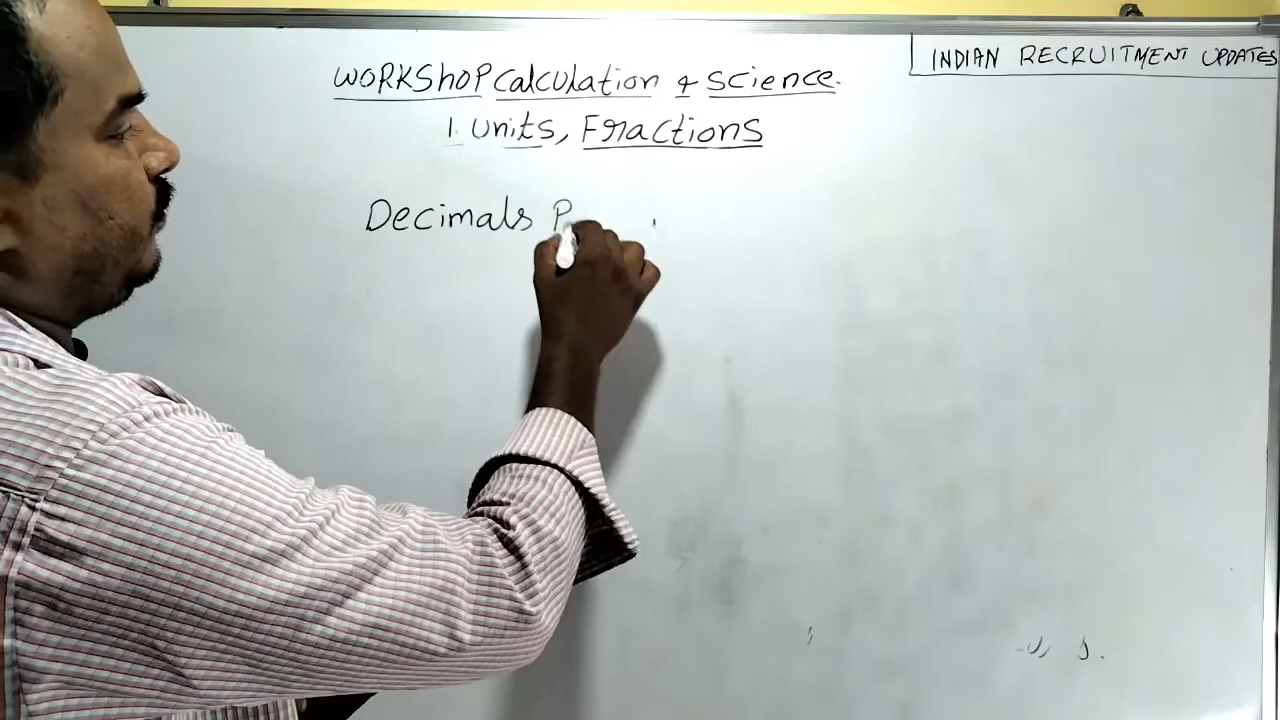 INDIAN RECRUITMENT UPDATES
WORKSHOP Calculation & Science.
1. Units, Fractions
Decimals P